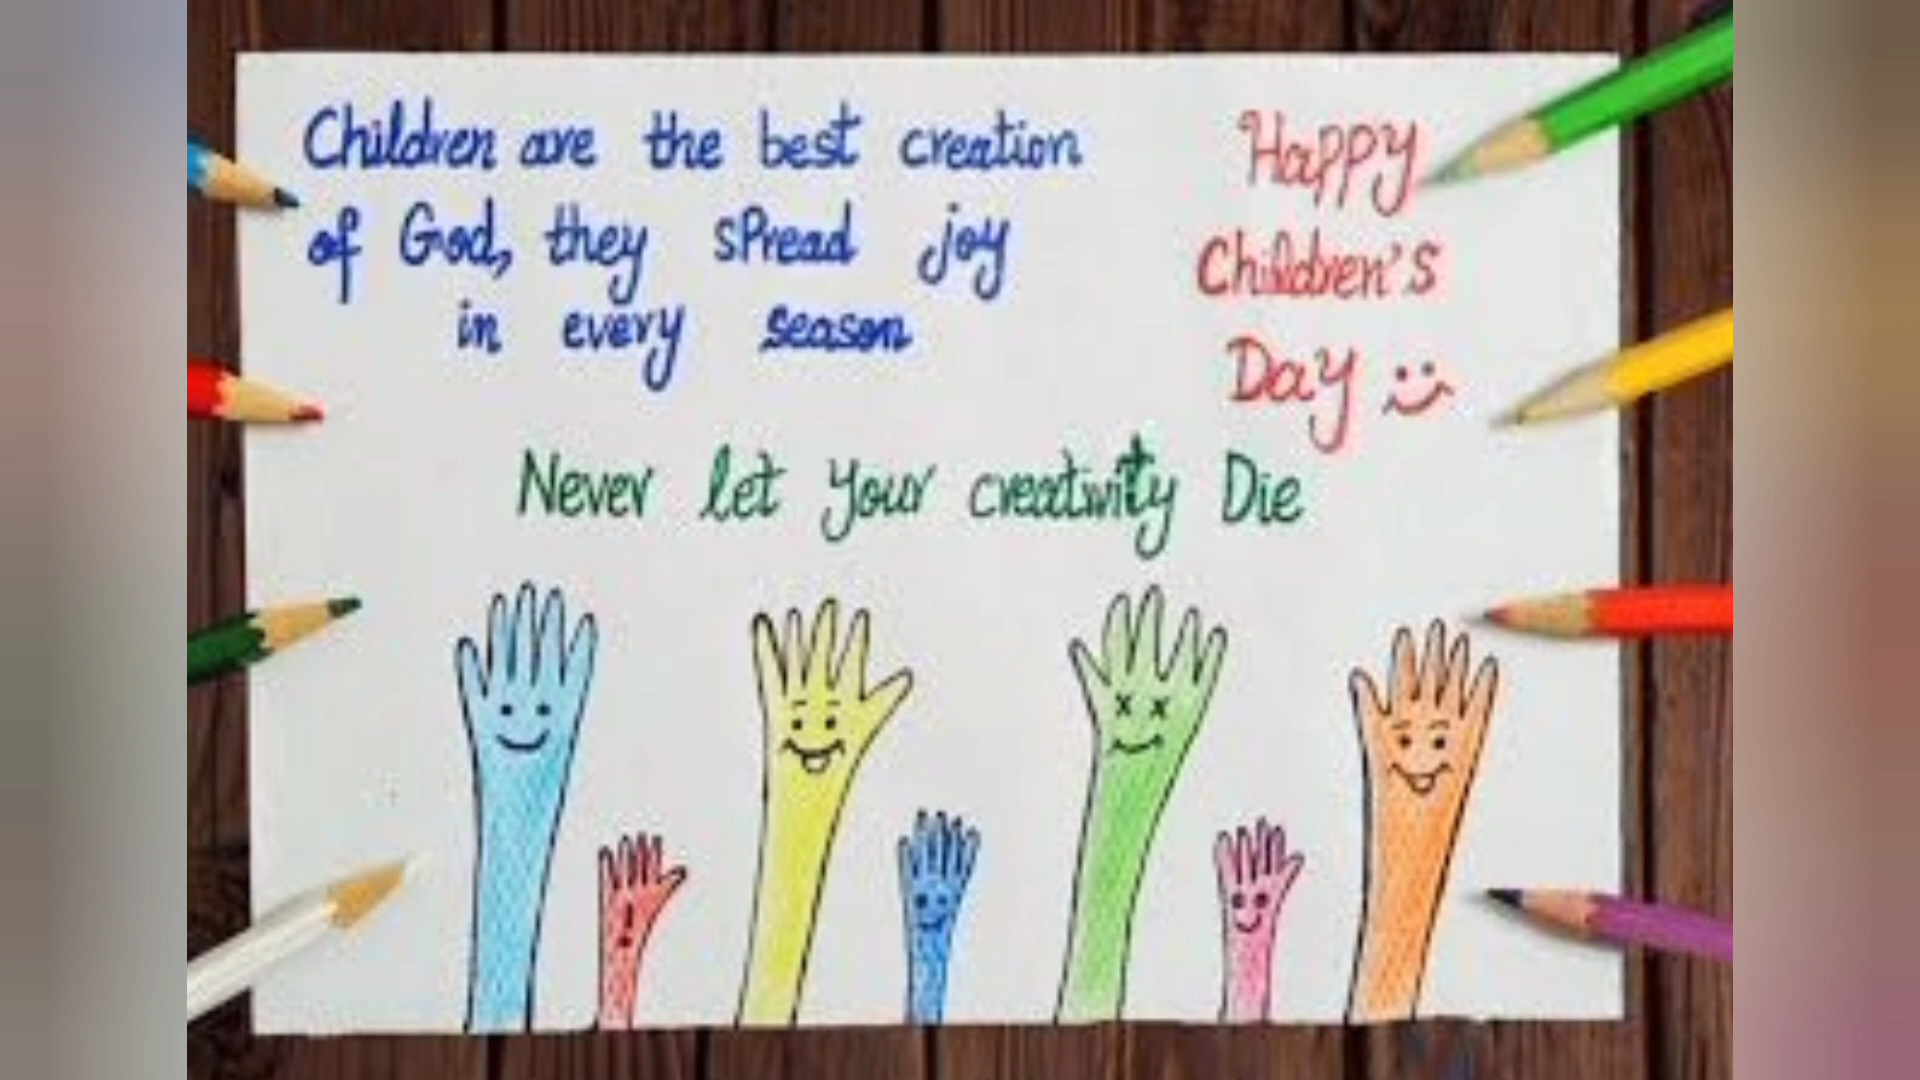 Children are the best creation
of God, they spread joy
in every season
Happy
Children's
Day
Never let your creativity Die